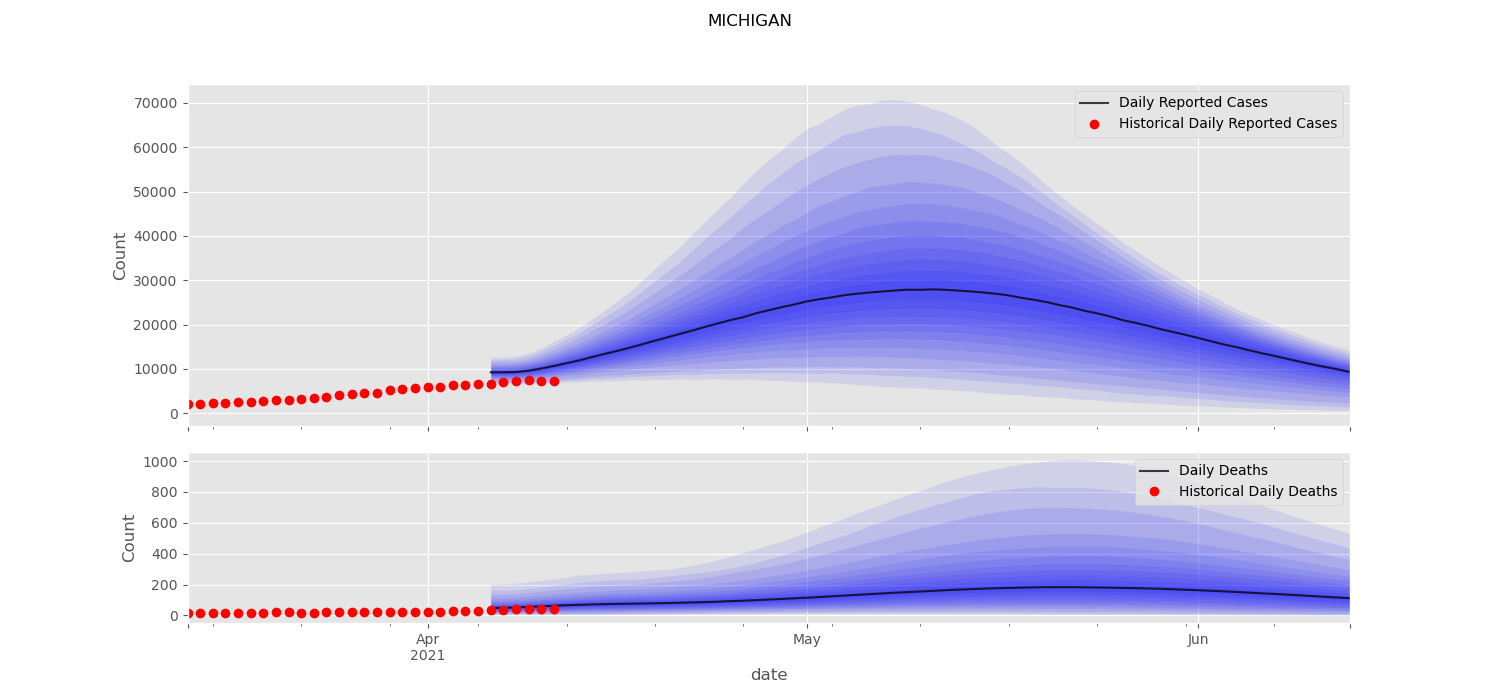 MICHIGAN
70000
60000
50000
40000
30000
20000
10000
0
Count
Daily Reported Cases
Historical Daily Reported Cases
1000
800
600
400
200
0
Count
Daily Deaths
Historical Daily Deaths
Apr
2021
May
Jun
date